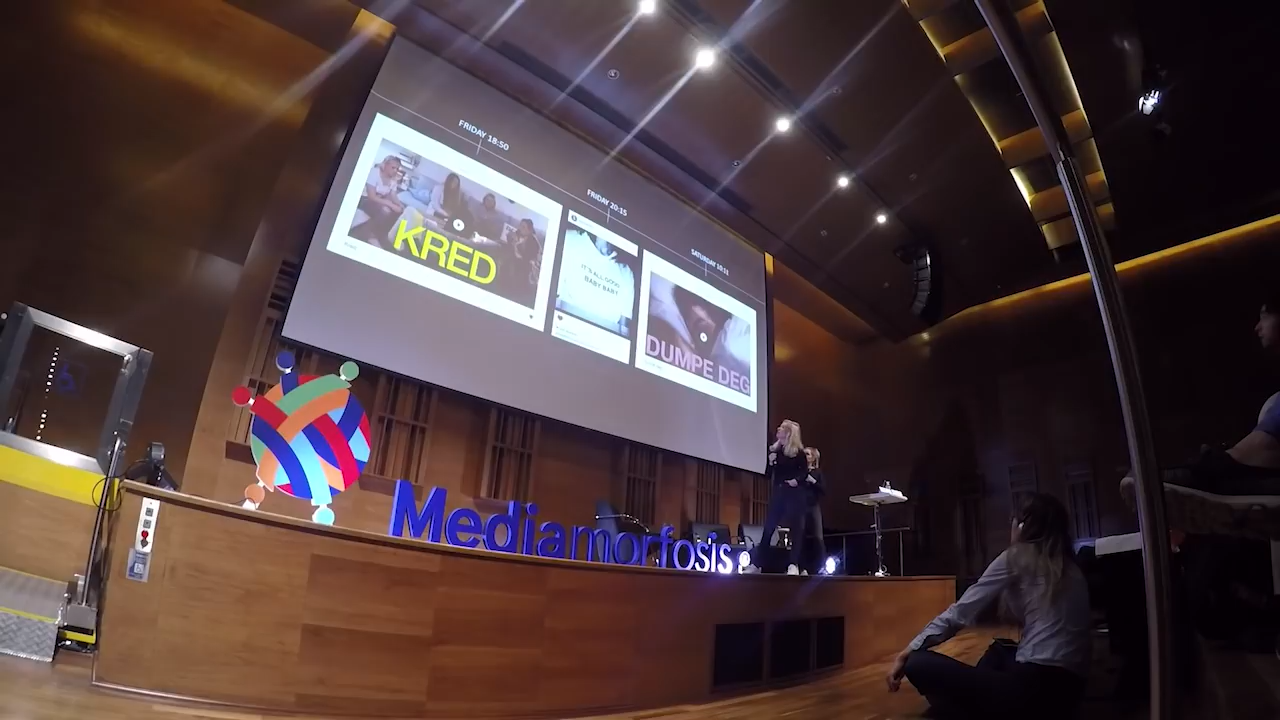 FRIDAY 18:50
KRED
FRIDAY 20:15
IT'S ALL GOOD
BABY BABY
SATURDAY 10:21
DUMPE DEG
Mediamorfosis